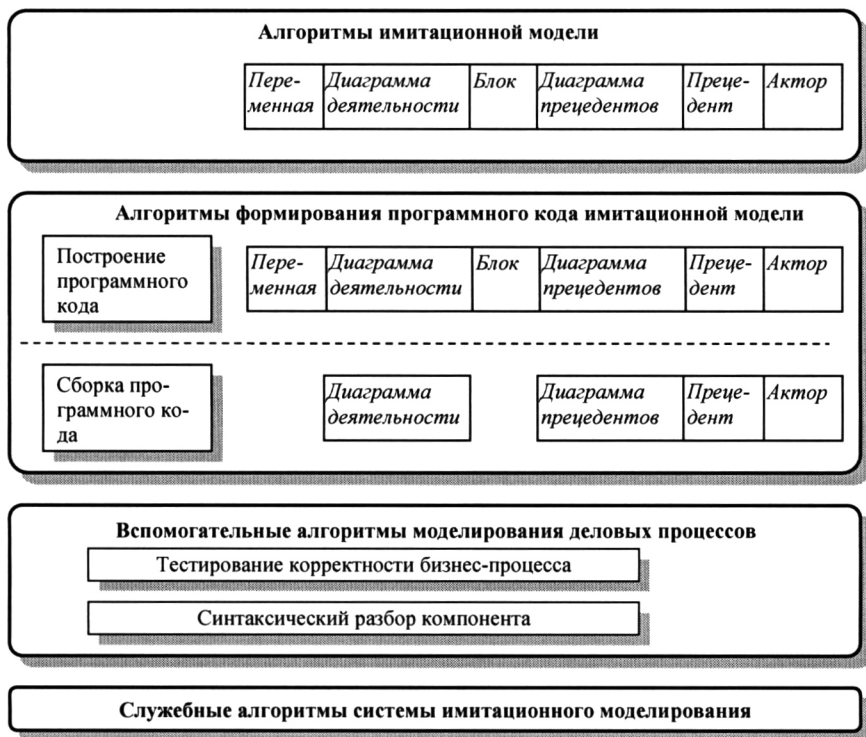 Алгоритмы имитационной модели
Пере- Диаграмма Блок Диаграмма Преце- Актор
менная деятельности прецедентов дент
Алгоритмы формирования программного кода имитационной модели
Построение
программного
кода
Пере- Диаграмма Блок Диаграмма Преце- Актор
менная деятельности прецедентов дент
Сборка про-
граммного ко-
да
Диаграмма Диаграмма Преце- Актор
деятельности прецедентов дент
Вспомогательные алгоритмы моделирования деловых процессов
Тестирование корректности бизнес-процесса
Синтаксический разбор компонента
Служебные алгоритмы системы имитационного моделирования